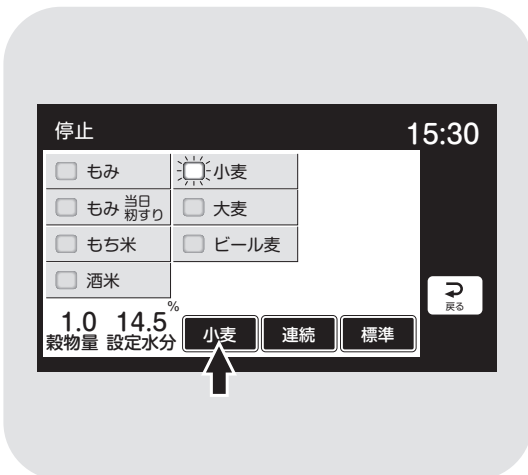 停止 15:30
もみ 小麦
もみ 当日籾すり 大麦
もち米 ビール麦
酒米
戻る
1.0 14.5%
穀物量 設定水分 小麦 連続 標準